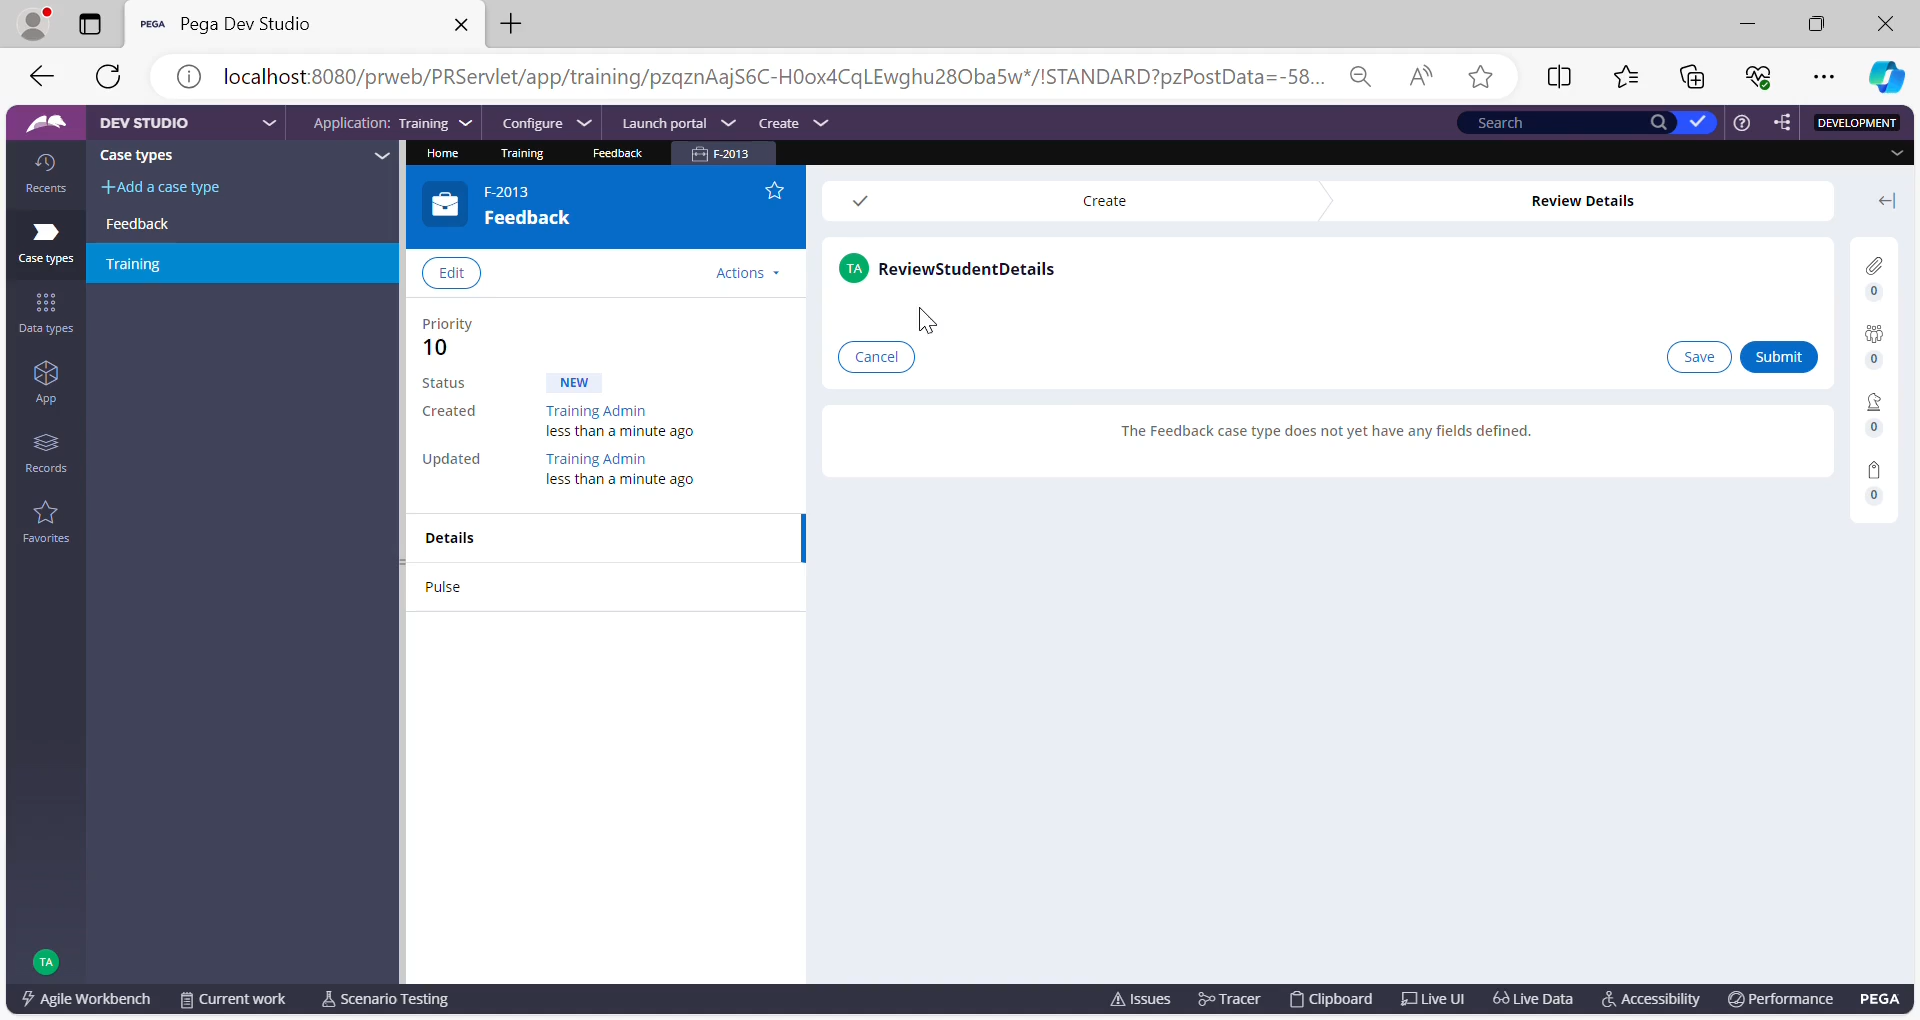 PEGA Pega Dev Studio
localhost:8080/prweb/PRServlet/app/training/pzqznAajS6C-H0ox4CqLEwghu28Oba5w*/!STANDARD?pzPostData=-58...
DEV STUDIO Application: Training Configure Launch portal Create Search DEVELOPMENT
Recents
Case types
Data types
App
Records
Favorites
TA
Case types
+Add a case type
Feedback
Training
Home Training Feedback F-2013
F-2013
Feedback
Edit Actions
Priority
10
Status NEW
Created Training Admin
less than a minute ago
Updated Training Admin
less than a minute ago
Details
Pulse
Create Review Details
TA ReviewStudentDetails
Cancel Save Submit
The Feedback case type does not yet have any fields defined.
0
0
0
0
Agile Workbench Current work Scenario Testing Issues Tracer Clipboard Live UI Live Data Accessibility Performance PEGA